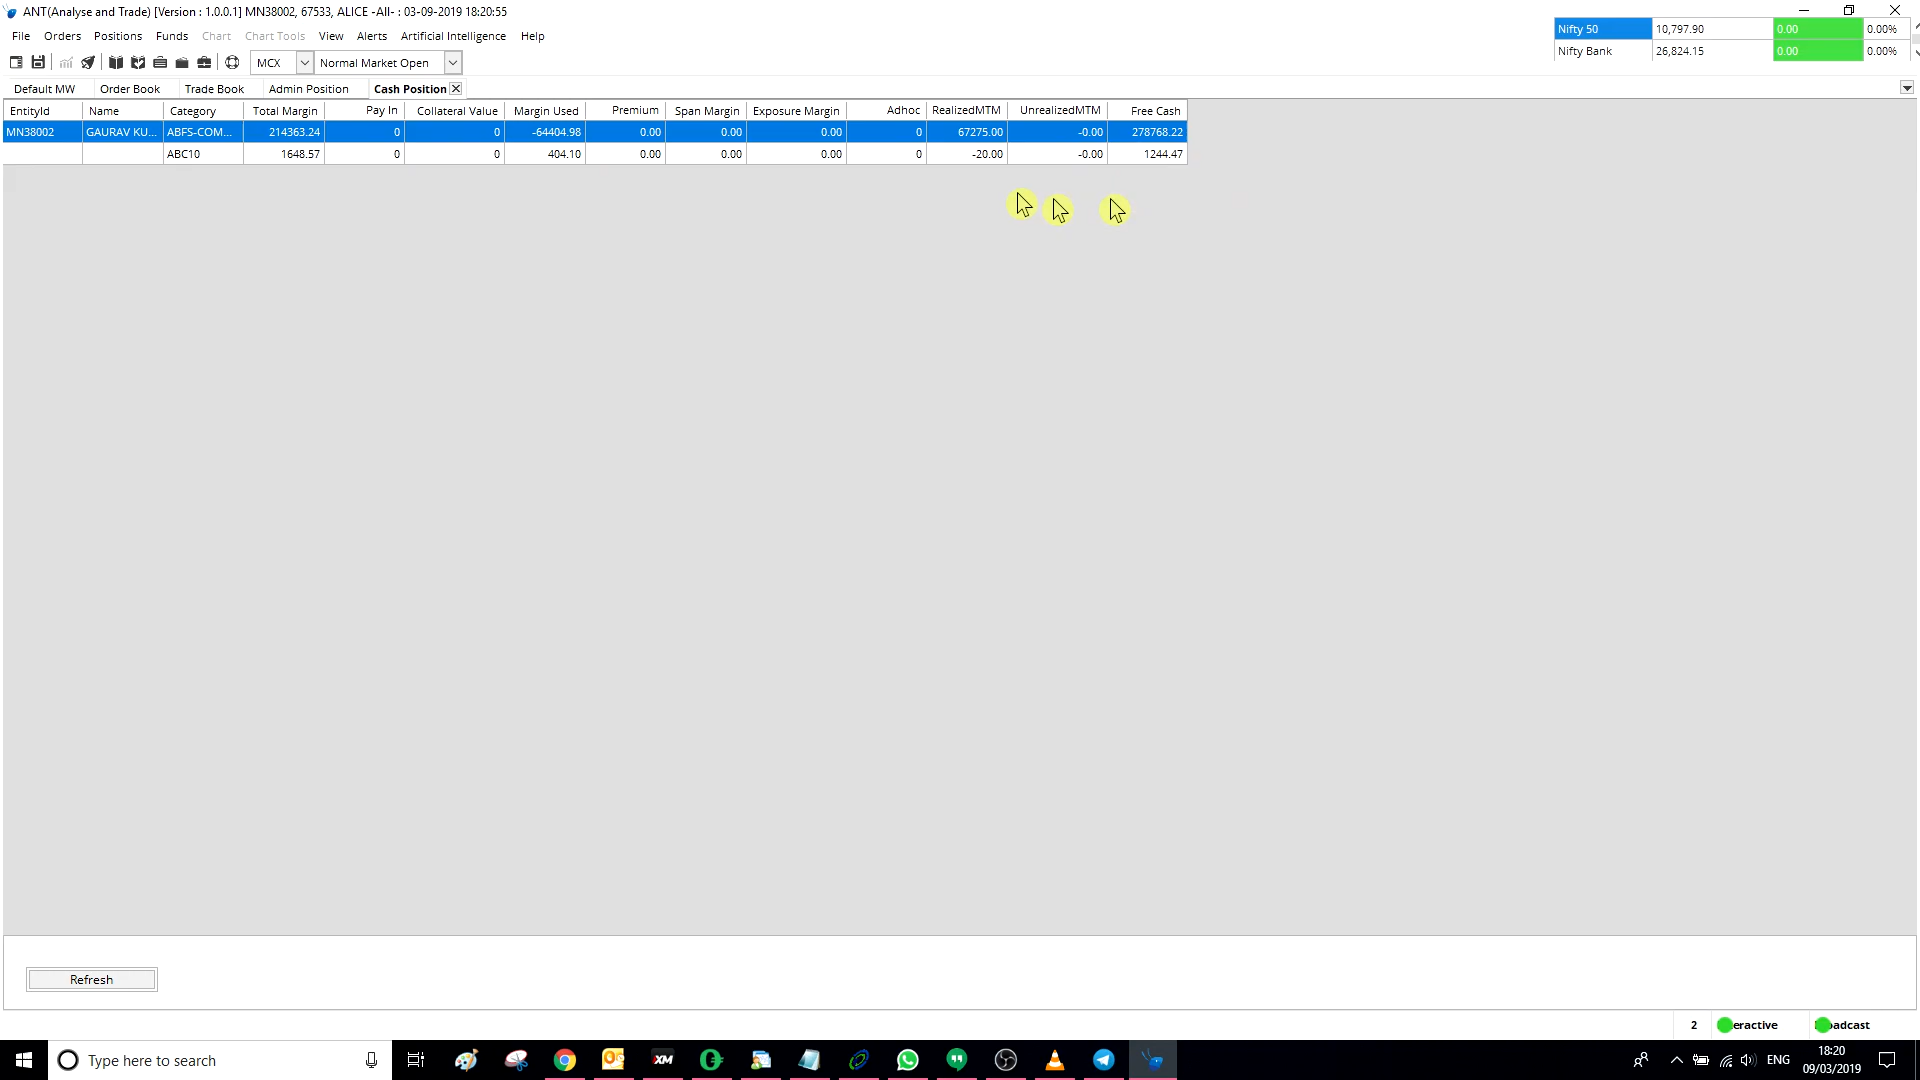 ANT(Analyse and Trade) [Version : 1.0.0.1] MN38002, 67533, ALICE -All- : 03-09-2019 18:20:55
File Orders Positions Funds Chart Chart Tools View Alerts Artificial Intelligence Help
Nifty 50 10,797.90 0.00 0.00%
Nifty Bank 26,824.15 0.00 0.00%
MCX Normal Market Open
Default MW Order Book Trade Book Admin Position Cash Position
EntityId Name Category Total Margin Pay In Collateral Value Margin Used Premium Span Margin Exposure Margin Adhoc RealizedMTM UnrealizedMTM Free Cash
MN38002 GAURAV KU... ABFS-COM... 214363.24 0 0 -64404.98 0.00 0.00 0.00 0 67275.00 -0.00 278768.22
ABC10 1648.57 0 0 404.10 0.00 0.00 0.00 0 -20.00 -0.00 1244.47
Refresh
2 eractive adcast
Type here to search
XM
ENG
18:20
09/03/2019